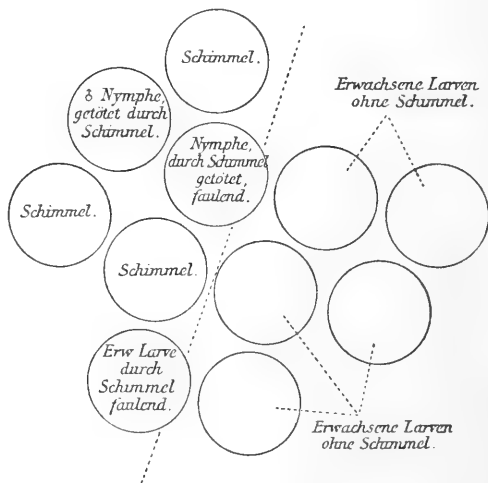 Schimmel.
♂ Nymphe,
getötet durch
Schimmel.
Nymphe,
durch Schimmel
getötet,
faulend.
Schimmel.
Schimmel.
Erw Larve
durch
Schimmel
faulend.
Erwachsene Larven
ohne Schimmel.
Erwachsene Larven
ohne Schimmel.